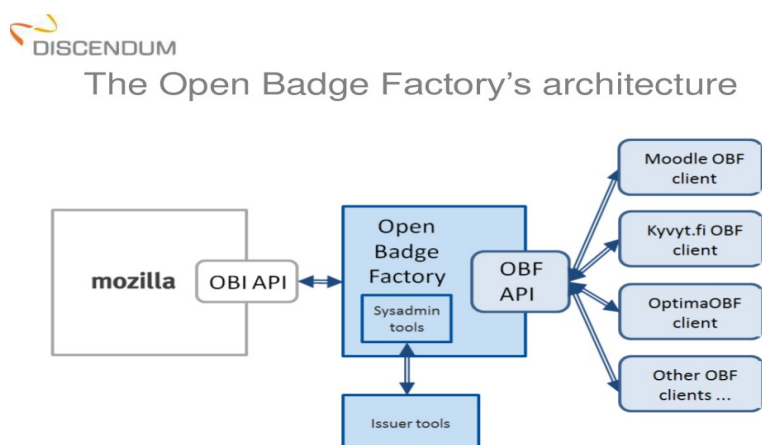 DISCENDUM
The Open Badge Factory's architecture
mozilla
OBI API
Open
Badge
Factory
Sysadmin
tools
OBF
API
Issuer tools
Moodle OBF
client
Kyvyt.fi OBF
client
OptimaOBF
client
Other OBF
clients ...